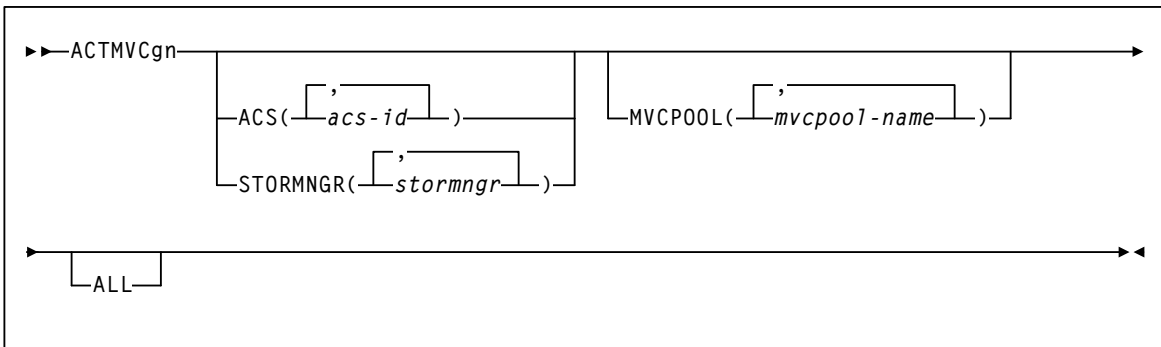 ACTMVCgn
, ,
ACS( acs-id ) MVCPOOL( mvcpool-name )
,
STORMNGR( stormngr )
ALL